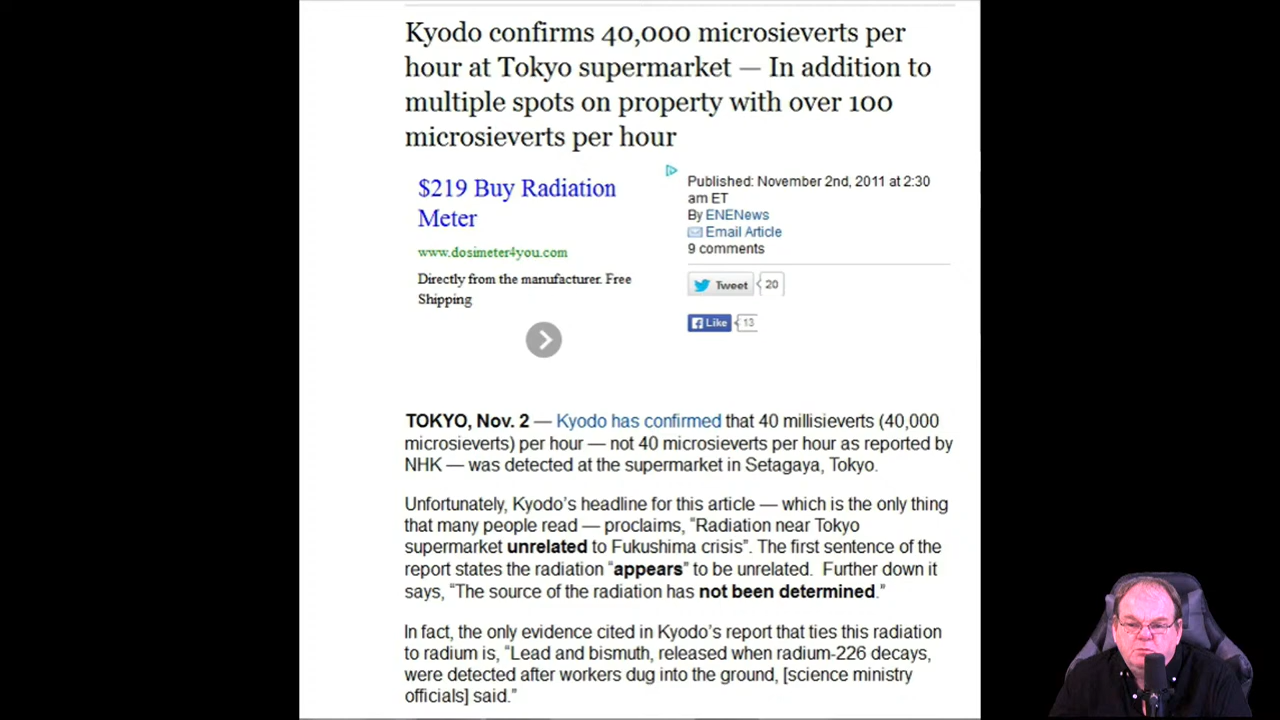 Kyodo confirms 40,000 microsieverts per
hour at Tokyo supermarket — In addition to
multiple spots on property with over 100
microsieverts per hour
$219 Buy Radiation
Meter
www.dosimeter4you.com
Directly from the manufacturer. Free
Shipping
Published: November 2nd, 2011 at 2:30
am ET
By ENENews
Email Article
9 comments
Tweet 20
Like 13
TOKYO, Nov. 2 — Kyodo has confirmed that 40 millisieverts (40,000
microsieverts) per hour — not 40 microsieverts per hour as reported by
NHK — was detected at the supermarket in Setagaya, Tokyo.
Unfortunately, Kyodo’s headline for this article — which is the only thing
that many people read — proclaims, “Radiation near Tokyo
supermarket unrelated to Fukushima crisis”. The first sentence of the
report states the radiation “appears” to be unrelated. Further down it
says, “The source of the radiation has not been determined.”
In fact, the only evidence cited in Kyodo’s report that ties this radiation
to radium is, “Lead and bismuth, released when radium-226 decays,
were detected after workers dug into the ground, [science ministry
officials] said.”